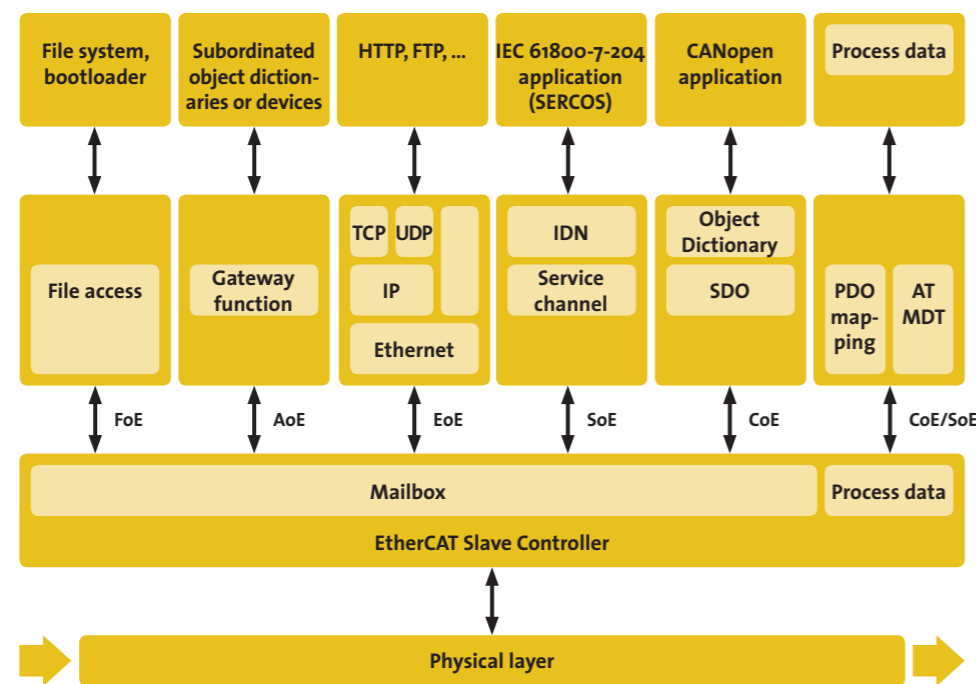 File system,
bootloader
Subordinated
object diction-
aries or devices
HTTP, FTP, ...
IEC 61800-7-204
application
(SERCOS)
CANopen
application
Process data
File access
Gateway
function
TCP
UDP
IP
Ethernet
IDN
Service
channel
Object
Dictionary
SDO
PDO
map-
ping
AT
MDT
FoE
AoE
EoE
SoE
CoE
CoE/SoE
Mailbox
Process data
EtherCAT Slave Controller
Physical layer